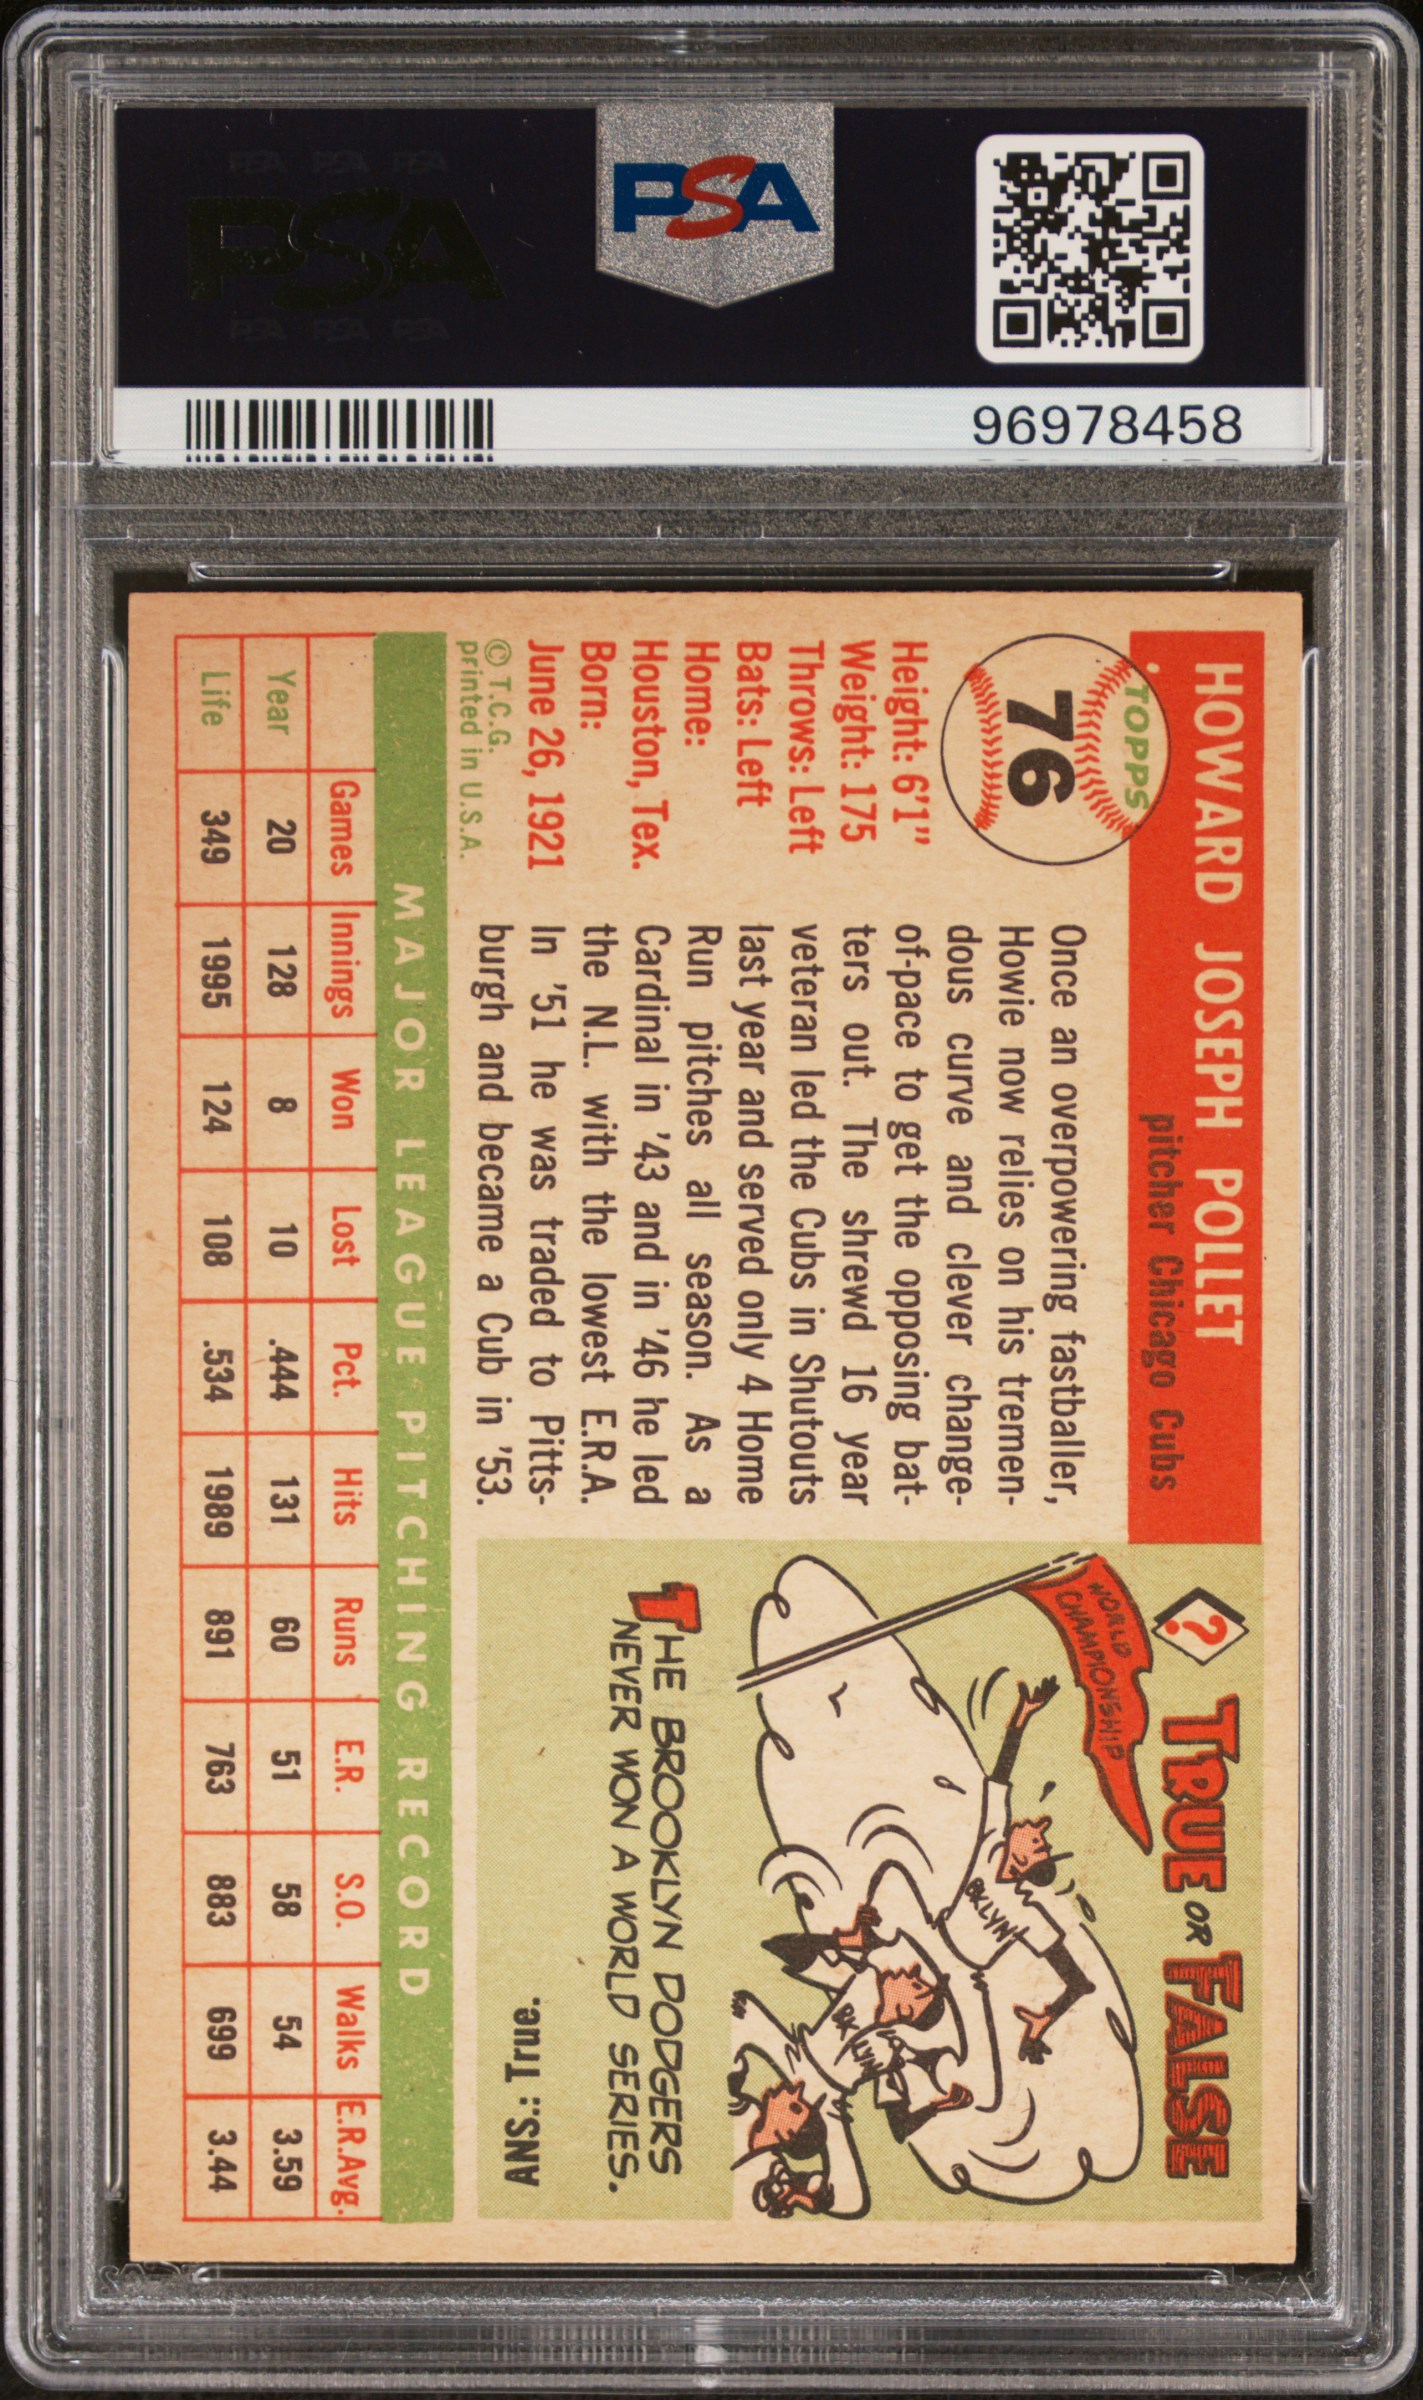 PSA PSA PSA
PSA
PSA PSA PSA
PSA
96978458
HOWARD JOSEPH POLLET
pitcher Chicago Cubs
TOPPS
76
Height: 6'1"
Weight: 175
Throws: Left
Bats: Left
Home:
Houston, Tex.
Born:
June 26, 1921
© T.C.G.
printed in U.S.A.
Once an overpowering fastballer,
Howie now relies on his tremen-
dous curve and clever change-
of-pace to get the opposing bat-
ters out. The shrewd 16 year
veteran led the Cubs in Shutouts
last year and served only 4 Home
Run pitches all season. As a
Cardinal in '43 and in '46 he led
the N.L. with the lowest E.R.A.
In '51 he was traded to Pitts-
burgh and became a Cub in '53.
? TRUE OR FALSE
WORLD
CHAMPIONSHIP
BKLYN
BKLYN
THE BROOKLYN DODGERS
NEVER WON A WORLD SERIES.
ANS.: True.
MAJOR LEAGUE PITCHING RECORD
Games Innings Won Lost Pct. Hits Runs E.R. S.O. Walks E.R.Avg.
Year 20 128 8 10 .444 131 60 51 58 54 3.59
Life 349 1995 124 108 .534 1989 891 763 883 699 3.44